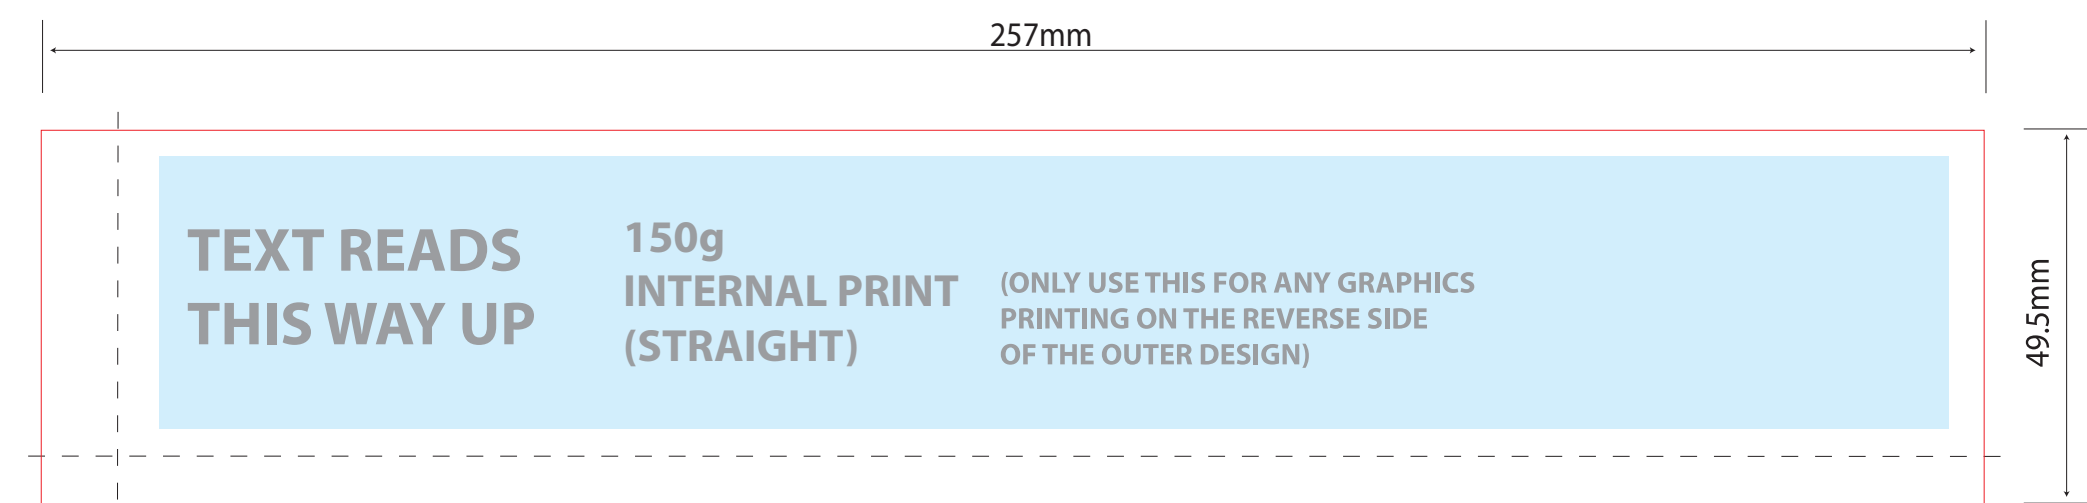 257mm
TEXT READS
THIS WAY UP
150g
INTERNAL PRINT
(STRAIGHT)
(ONLY USE THIS FOR ANY GRAPHICS
PRINTING ON THE REVERSE SIDE
OF THE OUTER DESIGN)
49.5mm